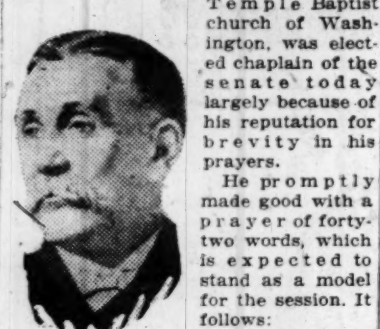 Temple Baptist
church of Wash-
ington, was elect-
ed chaplain of the
senate today
largely because of
his reputation for
brevity in his
prayers.
He promptly
made good with a
prayer of forty-
two words, which
is expected to
stand as a model
for the session. It
follows: